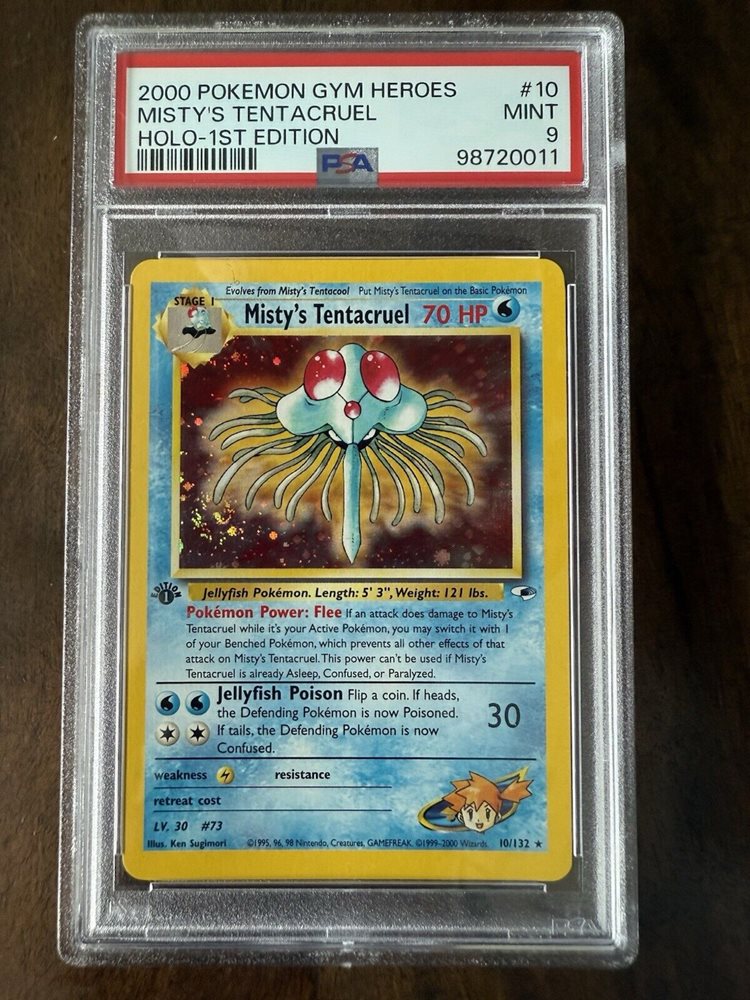 2000 POKEMON GYM HEROES #10
MISTY'S TENTACRUEL MINT
HOLO-1ST EDITION 9
PSA 98720011
Evolves from Misty's Tentacool Put Misty's Tentacruel on the Basic Pokémon
STAGE 1
Misty's Tentacruel 70 HP
EDITION
1
Jellyfish Pokémon. Length: 5' 3", Weight: 121 lbs.
Pokémon Power: Flee If an attack does damage to Misty's
Tentacruel while it's your Active Pokémon, you may switch it with 1
of your Benched Pokémon, which prevents all other effects of that
attack on Misty's Tentacruel. This power can't be used if Misty's
Tentacruel is already Asleep, Confused, or Paralyzed.
Jellyfish Poison Flip a coin. If heads,
the Defending Pokémon is now Poisoned. 30
If tails, the Defending Pokémon is now
Confused.
weakness resistance
retreat cost
LV. 30 #73
Illus. Ken Sugimori ©1995, 96, 98 Nintendo, Creatures, GAMEFREAK. ©1999-2000 Wizards. 10/132 ★
PSA